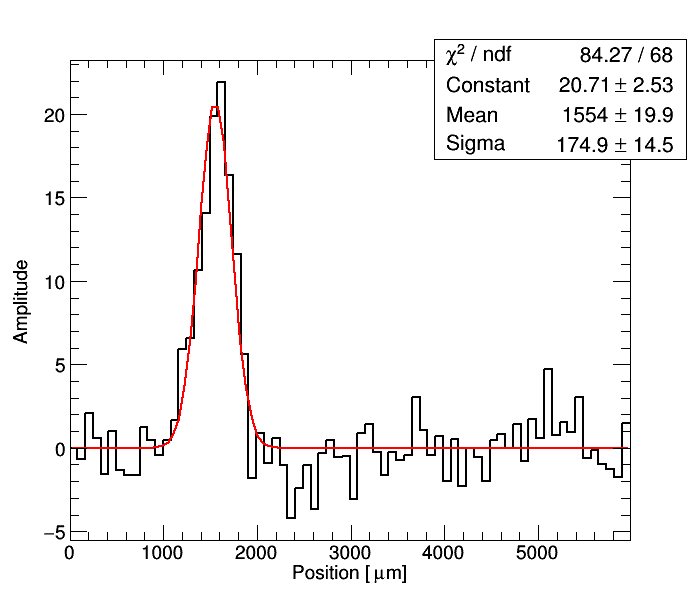 χ² / ndf 84.27 / 68
Constant 20.71 ± 2.53
Mean 1554 ± 19.9
Sigma 174.9 ± 14.5
20
15
10
5
0
−5
Amplitude
0 1000 2000 3000 4000 5000
Position [ μm]